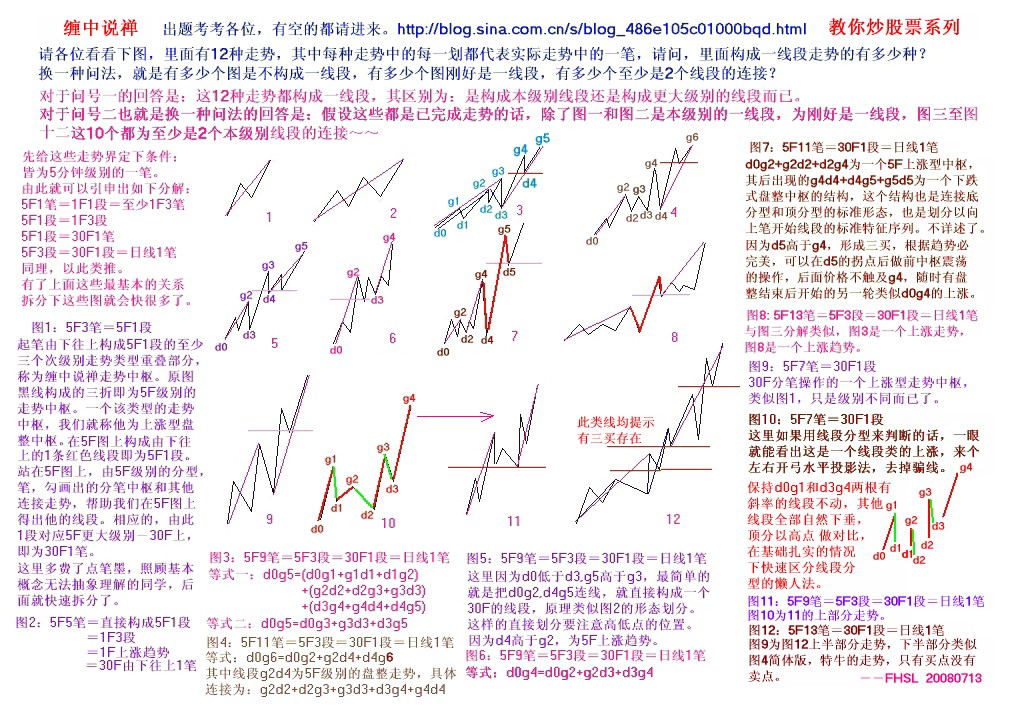 缠中说禅 出题考考各位，有空的都请进来。http://blog.sina.com.cn/s/blog_486e105c01000bqd.html 教你炒股票系列
请各位看看下图，里面有12种走势，其中每种走势中的每一划都代表实际走势中的一笔，请问，里面构成一线段走势的有多少种？
换一种问法，就是有多少个图是不构成一线段，有多少个图刚好是一线段，有多少个至少是2个线段的连接？
对于问号一的回答是：这12种走势都构成一线段，其区别为：是构成本级别线段还是构成更大级别的线段而已。
对于问号二也就是换一种问法的回答是：假设这些都是已完成走势的话，除了图一和图二是本级别的一线段，为刚好是一线段，图三至图
十二这10个都为至少是2个本级别线段的连接～～
先给这些走势界定下条件：
皆为5分钟级别的一笔。
由此就可以引申出如下分解：
5F1笔＝1F1段＝至少1F3笔
5F1段＝1F3段
5F1段＝30F1笔
5F3段＝30F1段＝日线1笔
同理，以此类推。
有了上面这些最基本的关系
拆分下这些图就会快很多了。
图1：5F3笔＝5F1段
起笔由下往上构成5F1段的至少
三个次级别走势类型重叠部分，
称为缠中说禅走势中枢。原图
黑线构成的三折即为5F级别的
走势中枢。一个该类型的走势
中枢，我们就称他为上涨型盘
整中枢。在5F图上构成由下往
上的1条红色线段即为5F1段。
站在5F图上，由5F级别的分型，
笔，勾画出的分笔中枢和其他
连接走势，帮助我们在5F图上
得出他的线段。相应的，由此
1段对应5F更大级别－30F上，
即为30F1笔。
这里多费了点笔墨，照顾基本
概念无法抽象理解的同学，后
面就快速拆分了。
图2：5F5笔＝直接构成5F1段
＝1F3段
＝1F上涨趋势
＝30F由下往上1笔
1
2
d0 g1 d1 g2 d2 g3 d3 g4 d4 g5
3
d0 g2 d2 g3 d3 g4 d4 g6
4
d0 g2 d3 g3 d4 g5
5
d0 g2 d3 g4
6
d0 g2 d2 g4 d4 g5 d5
7
8
9
d0 g1 d1 g2 d2 g3 d3 g4
10
11
此类线均提示
有三买存在
12
图3：5F9笔＝5F3段＝30F1段＝日线1笔
等式一：d0g5=(d0g1+g1d1+d1g2)
+(g2d2+d2g3+g3d3)
+(d3g4+g4d4+d4g5)
等式二：d0g5=d0g3+g3d3+d3g5
图4：5F11笔＝5F3段＝30F1段＝日线1笔
等式：d0g6=d0g2+g2d4+d4g6
其中线段g2d4为5F级别的盘整走势，具体
连接为：g2d2+d2g3+g3d3+d3g4+g4d4
图5：5F9笔＝5F3段＝30F1段＝日线1笔
这里因为d0低于d3,g5高于g3，最简单的
就是把d0g2,d4g5连线，就直接构成一个
30F的线段，原理类似图2的形态划分。
这样的直接划分要注意高低点的位置。
因为d4高于g2，为5F上涨趋势。
图6：5F9笔＝5F3段＝30F1段＝日线1笔
等式：d0g4=d0g2+g2d3+d3g4
图7：5F11笔＝30F1段＝日线1笔
d0g2+g2d2+d2g4为一个5F上涨型中枢，
其后出现的g4d4+d4g5+g5d5为一个下跌
式盘整中枢的结构，这个结构也是连接底
分型和顶分型的标准形态，也是划分以向
上笔开始线段的标准特征序列。不详述了。
因为d5高于g4，形成三买，根据趋势必
完美，可以在d5的拐点后做前中枢震荡
的操作，后面价格不触及g4，随时有盘
整结束后开始的另一轮类似d0g4的上涨。
图8：5F13笔＝5F3段＝30F1段＝日线1笔
与图三分解类似，图3是一个上涨走势，
图8是一个上涨趋势。
图9：5F7笔＝30F1段
30F分笔操作的一个上涨型走势中枢，
类似图1，只是级别不同而已了。
图10：5F7笔＝30F1段
这里如果用线段分型来判断的话，一眼
就能看出这是一个线段类的上涨，来个
左右开弓水平投影法，去掉骗线。
保持d0g1和d3g4两根有
斜率的线段不动，其他
线段全部自然下垂，
顶分以高点 做对比，
在基础扎实的情况
下快速区分线段分
型的懒人法。
d0 g1 d1 g2 d1 d2 g3 d3 g4
图11：5F9笔＝5F3段＝30F1段＝日线1笔
图10为11的上部分走势。
图12：5F13笔＝30F1段＝日线1笔
图9为图12上半部分走势，下半部分类似
图4简体版，特牛的走势，只有买点没有
卖点。
－－FHSL 20080713